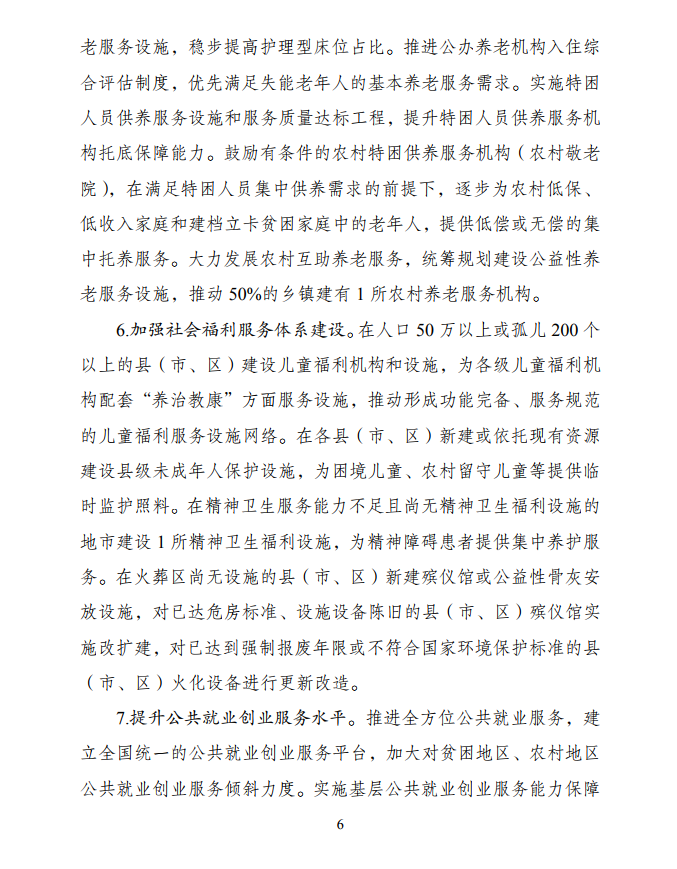 老服务设施，稳步提高护理型床位占比。推进公办养老机构入住综
合评估制度，优先满足失能老年人的基本养老服务需求。实施特困
人员供养服务设施和服务质量达标工程，提升特困人员供养服务机
构托底保障能力。鼓励有条件的农村特困供养服务机构（农村敬老
院），在满足特困人员集中供养需求的前提下，逐步为农村低保、
低收入家庭和建档立卡贫困家庭中的老年人，提供低偿或无偿的集
中托养服务。大力发展农村互助养老服务，统筹规划建设公益性养
老服务设施，推动 50%的乡镇建有 1 所农村养老服务机构。
6.加强社会福利服务体系建设。在人口 50 万以上或孤儿 200 个
以上的县（市、区）建设儿童福利机构和设施，为各级儿童福利机
构配套“养治教康”方面服务设施，推动形成功能完备、服务规范
的儿童福利服务设施网络。在各县（市、区）新建或依托现有资源
建设县级未成年人保护设施，为困境儿童、农村留守儿童等提供临
时监护照料。在精神卫生服务能力不足且尚无精神卫生福利设施的
地市建设 1 所精神卫生福利设施，为精神障碍患者提供集中养护服
务。在火葬区尚无设施的县（市、区）新建殡仪馆或公益性骨灰安
放设施，对已达危房标准、设施设备陈旧的县（市、区）殡仪馆实
施改扩建，对已达到强制报废年限或不符合国家环境保护标准的县
（市、区）火化设备进行更新改造。
7.提升公共就业创业服务水平。推进全方位公共就业服务，建
立全国统一的公共就业创业服务平台，加大对贫困地区、农村地区
公共就业创业服务倾斜力度。实施基层公共就业创业服务能力保障
6